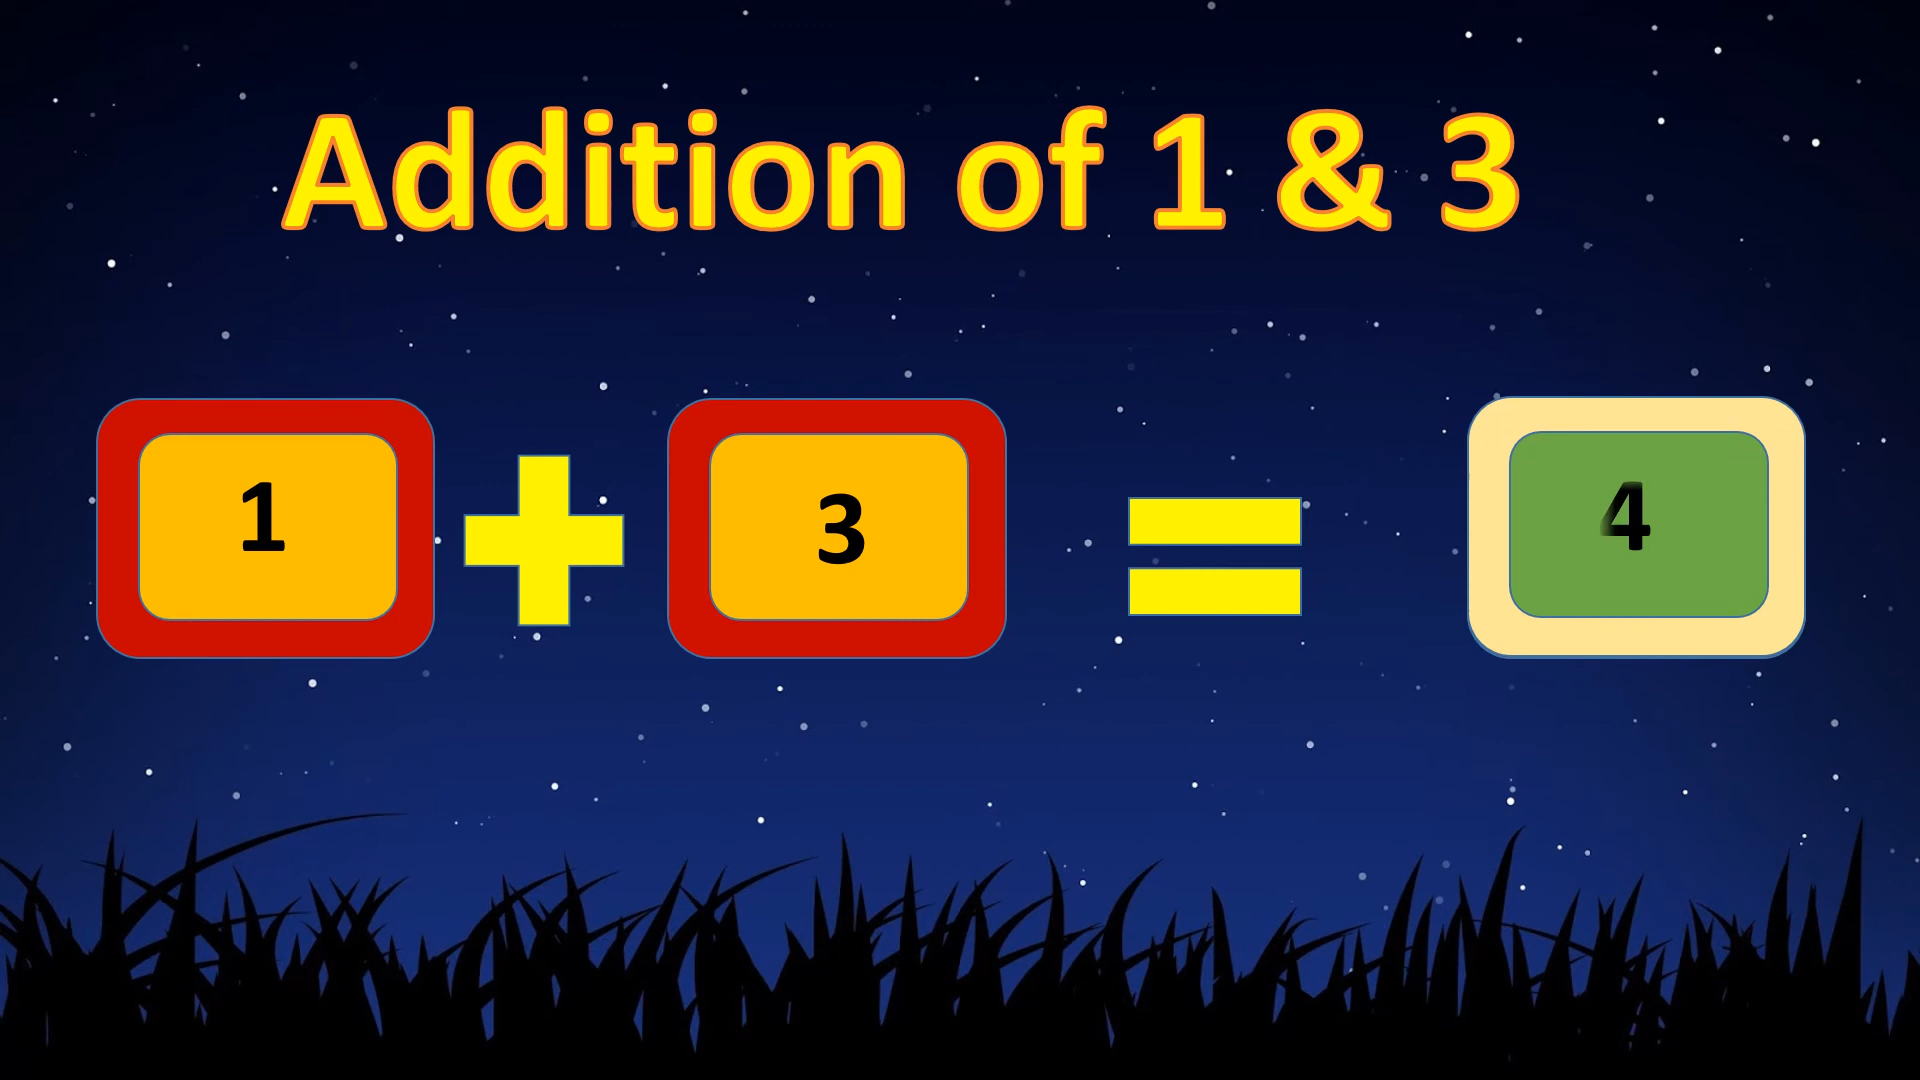 Addition of 1 & 3
1 + 3 = 4